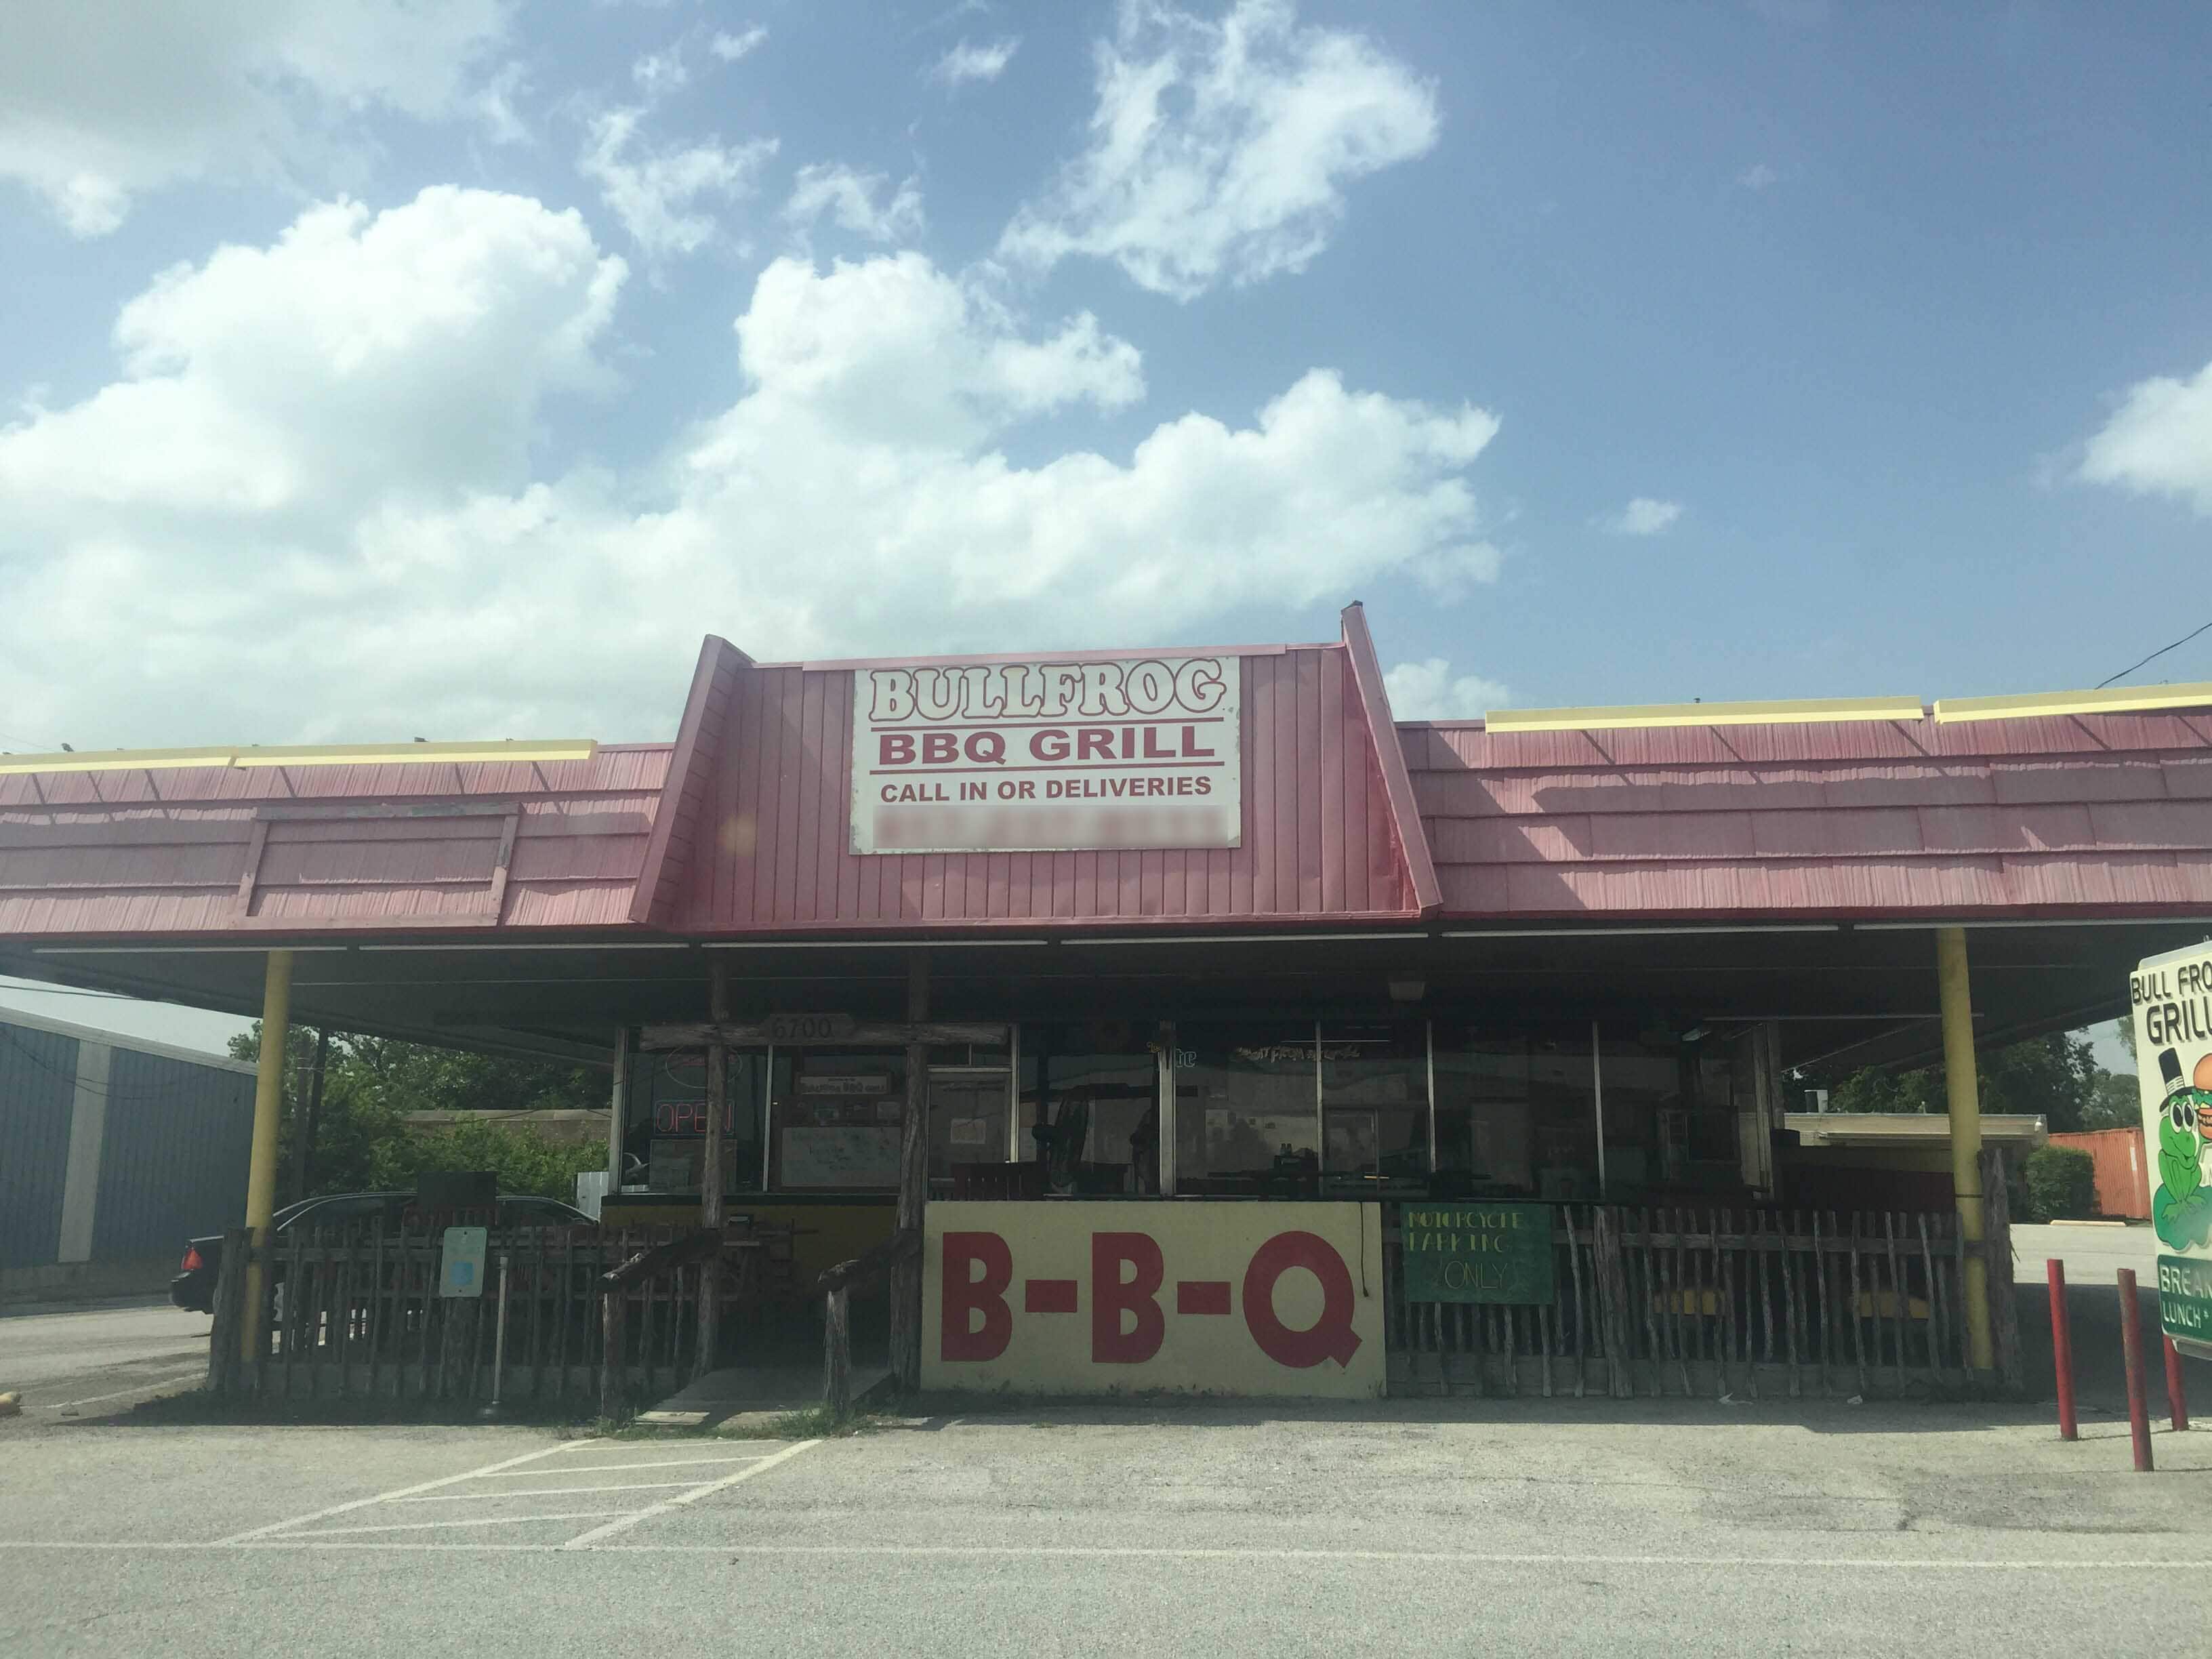 BULLFROG
BBQ GRILL
CALL IN OR DELIVERIES
6700
OPEN
B-B-Q
MOTORCYCLE
PARKING
ONLY
BULL FRO
GRILL
BREA
LUNCH